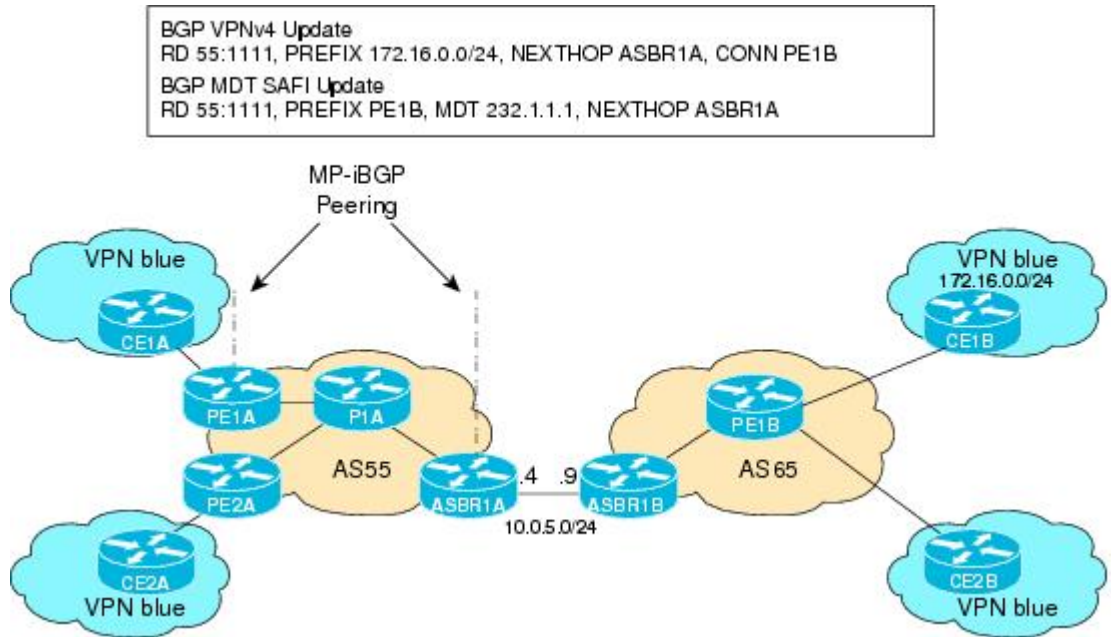 BGP VPNv4 Update
RD 55:1111, PREFIX 172.16.0.0/24, NEXTHOP ASBR1A, CONN PE1B
BGP MDT SAFI Update
RD 55:1111, PREFIX PE1B, MDT 232.1.1.1, NEXTHOP ASBR1A
MP-iBGP
Peering
VPN blue
CE1A
VPN blue
172.16.0.0/24
CE1B
PE1A
P1A
PE1B
AS55
AS65
PE2A
ASBR1A
.4
.9
ASBR1B
10.0.5.0/24
CE2A
VPN blue
CE2B
VPN blue